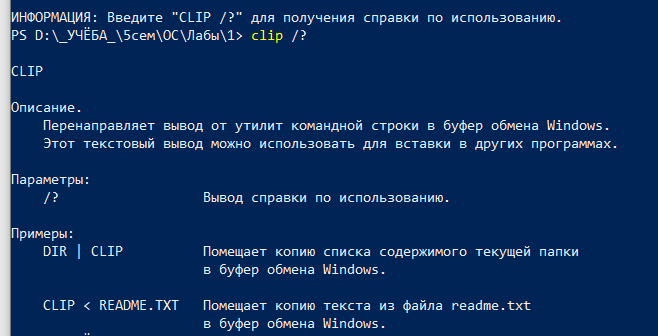 ИНФОРМАЦИЯ: Введите "CLIP /?" для получения справки по использованию.
PS D:\_УЧЁБА_\5сем\ОС\Лабы\1> clip /?
CLIP
Описание.
Перенаправляет вывод от утилит командной строки в буфер обмена Windows.
Этот текстовый вывод можно использовать для вставки в других программах.
Параметры:
/? Вывод справки по использованию.
Примеры:
DIR | CLIP Помещает копию списка содержимого текущей папки
в буфер обмена Windows.
CLIP < README.TXT Помещает копию текста из файла readme.txt
в буфер обмена Windows.